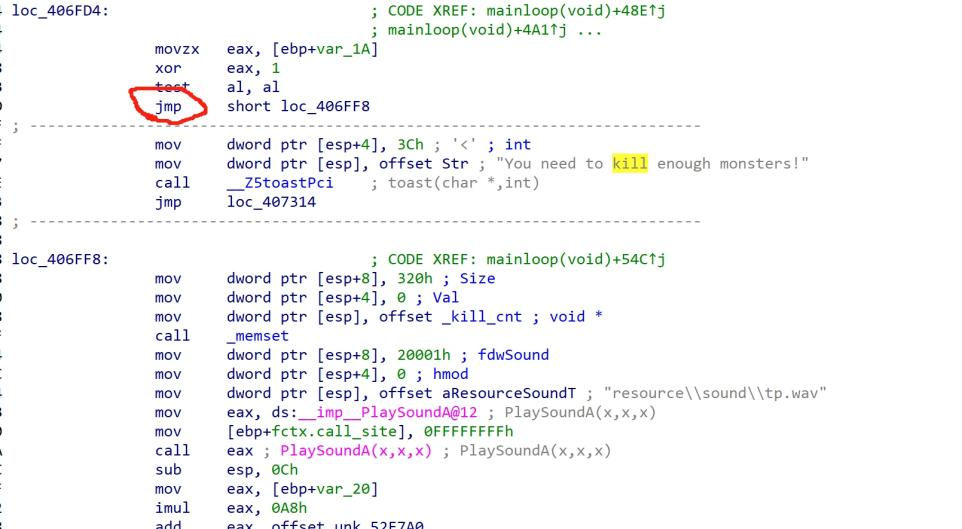 loc_406FD4: ; CODE XREF: mainloop(void)+48E↑j
; mainloop(void)+4A1↑j ...
movzx eax, [ebp+var_1A]
xor eax, 1
test al, al
jmp short loc_406FF8
; ---------------------------------------------------------------------------
mov dword ptr [esp+4], 3Ch ; '<' ; int
mov dword ptr [esp], offset Str ; "You need to kill enough monsters!"
call __Z5toastPci ; toast(char *,int)
jmp loc_407314
; ---------------------------------------------------------------------------
loc_406FF8: ; CODE XREF: mainloop(void)+54C↑j
mov dword ptr [esp+8], 320h ; Size
mov dword ptr [esp+4], 0 ; Val
mov dword ptr [esp], offset _kill_cnt ; void *
call _memset
mov dword ptr [esp+8], 20001h ; fdwSound
mov dword ptr [esp+4], 0 ; hmod
mov dword ptr [esp], offset aResourceSoundT ; "resource\\sound\\tp.wav"
mov eax, ds:__imp__PlaySoundA@12 ; PlaySoundA(x,x,x)
mov [ebp+fctx.call_site], 0FFFFFFFFh
call eax ; PlaySoundA(x,x,x) ; PlaySoundA(x,x,x)
sub esp, 0Ch
mov eax, [ebp+var_20]
imul eax, 0A8h
add eax, offset unk_52E7A0